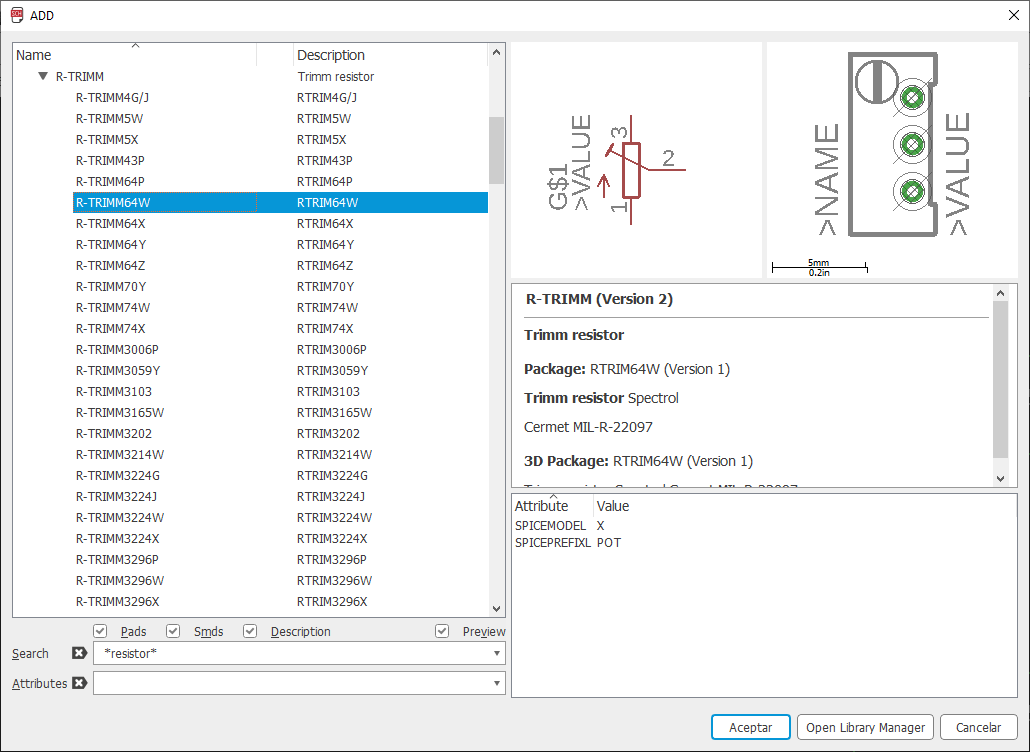 ADD
Name Description
R-TRIMM Trimm resistor
R-TRIMM4G/J RTRIM4G/J
R-TRIMM5W RTRIM5W
R-TRIMM5X RTRIM5X
R-TRIMM43P RTRIM43P
R-TRIMM64P RTRIM64P
R-TRIMM64W RTRIM64W
R-TRIMM64X RTRIM64X
R-TRIMM64Y RTRIM64Y
R-TRIMM64Z RTRIM64Z
R-TRIMM70Y RTRIM70Y
R-TRIMM74W RTRIM74W
R-TRIMM74X RTRIM74X
R-TRIMM3006P RTRIM3006P
R-TRIMM3059Y RTRIM3059Y
R-TRIMM3103 RTRIM3103
R-TRIMM3165W RTRIM3165W
R-TRIMM3202 RTRIM3202
R-TRIMM3214W RTRIM3214W
R-TRIMM3224G RTRIM3224G
R-TRIMM3224J RTRIM3224J
R-TRIMM3224W RTRIM3224W
R-TRIMM3224X RTRIM3224X
R-TRIMM3296P RTRIM3296P
R-TRIMM3296W RTRIM3296W
R-TRIMM3296X RTRIM3296X
Pads Smds Description Preview
Search *resistor*
Attributes
G$1
>VALUE
3
2
1
>NAME
>VALUE
5mm
0.2in
R-TRIMM (Version 2)
Trimm resistor
Package: RTRIM64W (Version 1)
Trimm resistor Spectrol
Cermet MIL-R-22097
3D Package: RTRIM64W (Version 1)
Attribute Value
SPICEMODEL X
SPICEPREFIXL POT
Aceptar Open Library Manager Cancelar